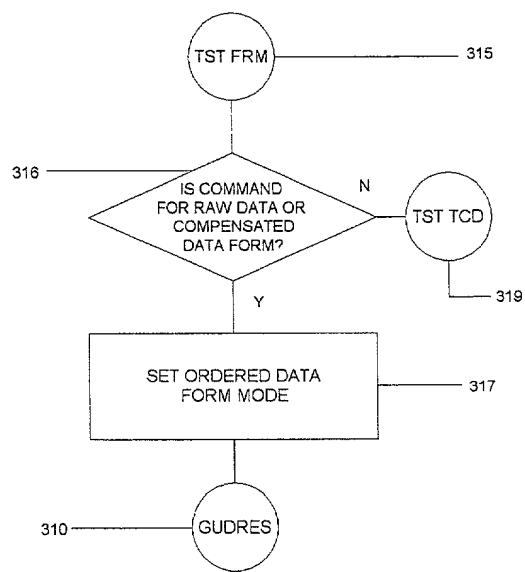 TST FRM
315
316
IS COMMAND
FOR RAW DATA OR
COMPENSATED
DATA FORM?
N
TST TCD
319
Y
SET ORDERED DATA
FORM MODE
317
310
GUDRES